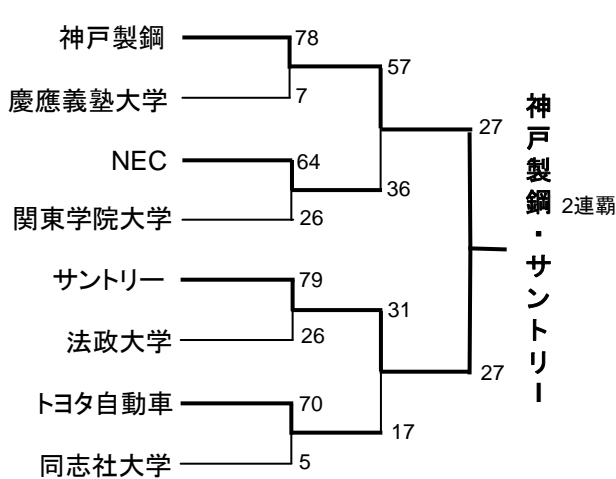 神戸製鋼
78
57
慶應義塾大学
7
27
NEC
64
36
関東学院大学
26
神戸製鋼・サントリー
2連覇
サントリー
79
31
法政大学
26
27
トヨタ自動車
70
17
同志社大学
5